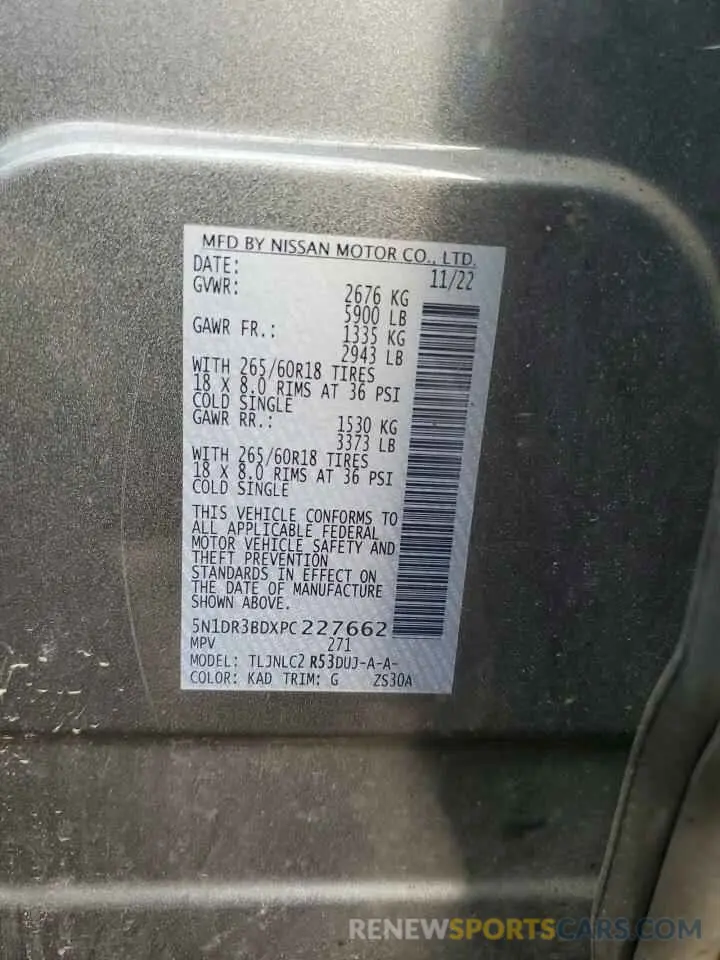 MFD BY NISSAN MOTOR CO., LTD.
DATE: 11/22
GVWR: 2676 KG
5900 LB
GAWR FR.: 1335 KG
2943 LB
WITH 265/60R18 TIRES
18 X 8.0 RIMS AT 36 PSI
COLD SINGLE
GAWR RR.: 1530 KG
3373 LB
WITH 265/60R18 TIRES
18 X 8.0 RIMS AT 36 PSI
COLD SINGLE
THIS VEHICLE CONFORMS TO
ALL APPLICABLE FEDERAL
MOTOR VEHICLE SAFETY AND
THEFT PREVENTION
STANDARDS IN EFFECT ON
THE DATE OF MANUFACTURE
SHOWN ABOVE.
5N1DR3BDXPC227662
MPV 271
MODEL: TLJNLC2 R53DUJ-A-A-
COLOR: KAD TRIM: G ZS30A
RENEWSPORTSCARS.COM